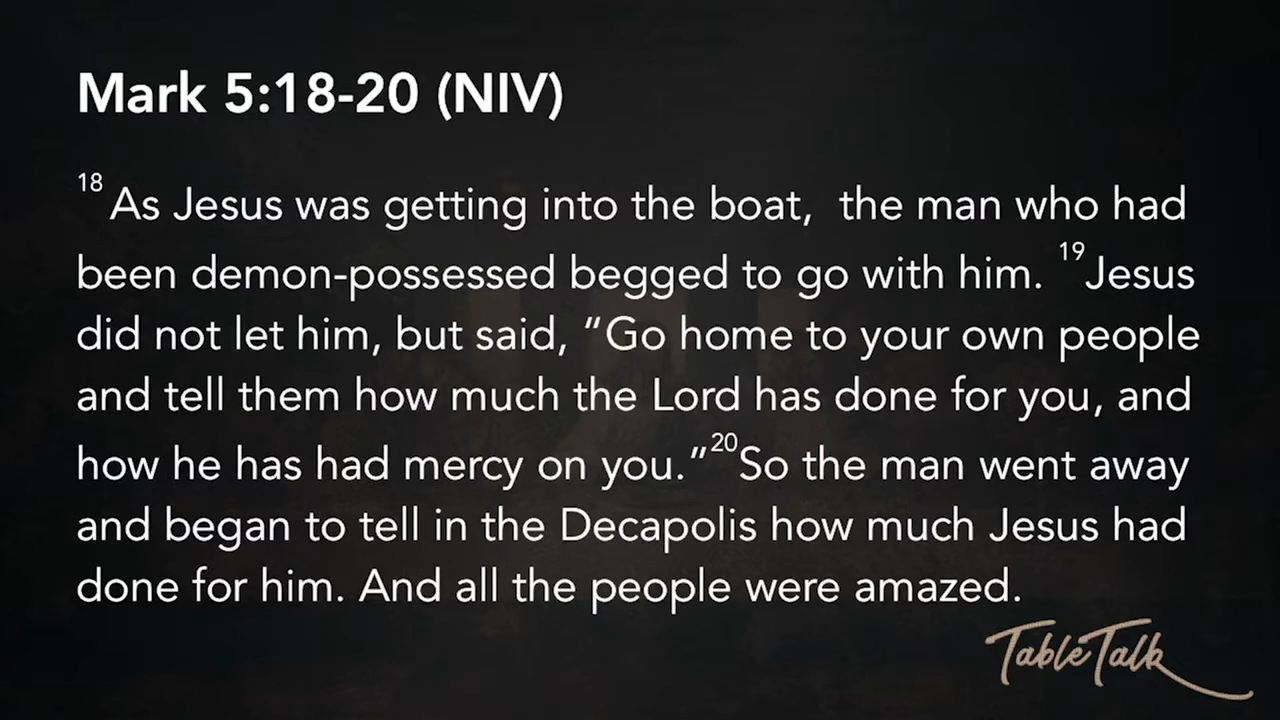 Mark 5:18-20 (NIV)
18 As Jesus was getting into the boat,  the man who had
been demon-possessed begged to go with him. 19Jesus
did not let him, but said, “Go home to your own people
and tell them how much the Lord has done for you, and
how he has had mercy on you.”20So the man went away
and began to tell in the Decapolis how much Jesus had
done for him. And all the people were amazed.
TableTalk